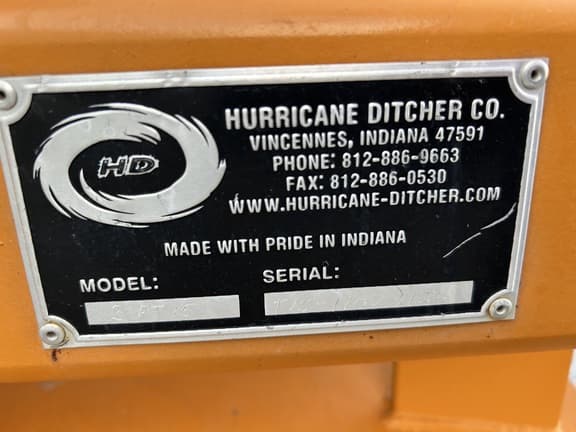 HURRICANE DITCHER CO.
VINCENNES, INDIANA 47591
PHONE: 812-886-9663
FAX: 812-886-0530
WWW.HURRICANE-DITCHER.COM
HD
MADE WITH PRIDE IN INDIANA
MODEL: SERIAL: